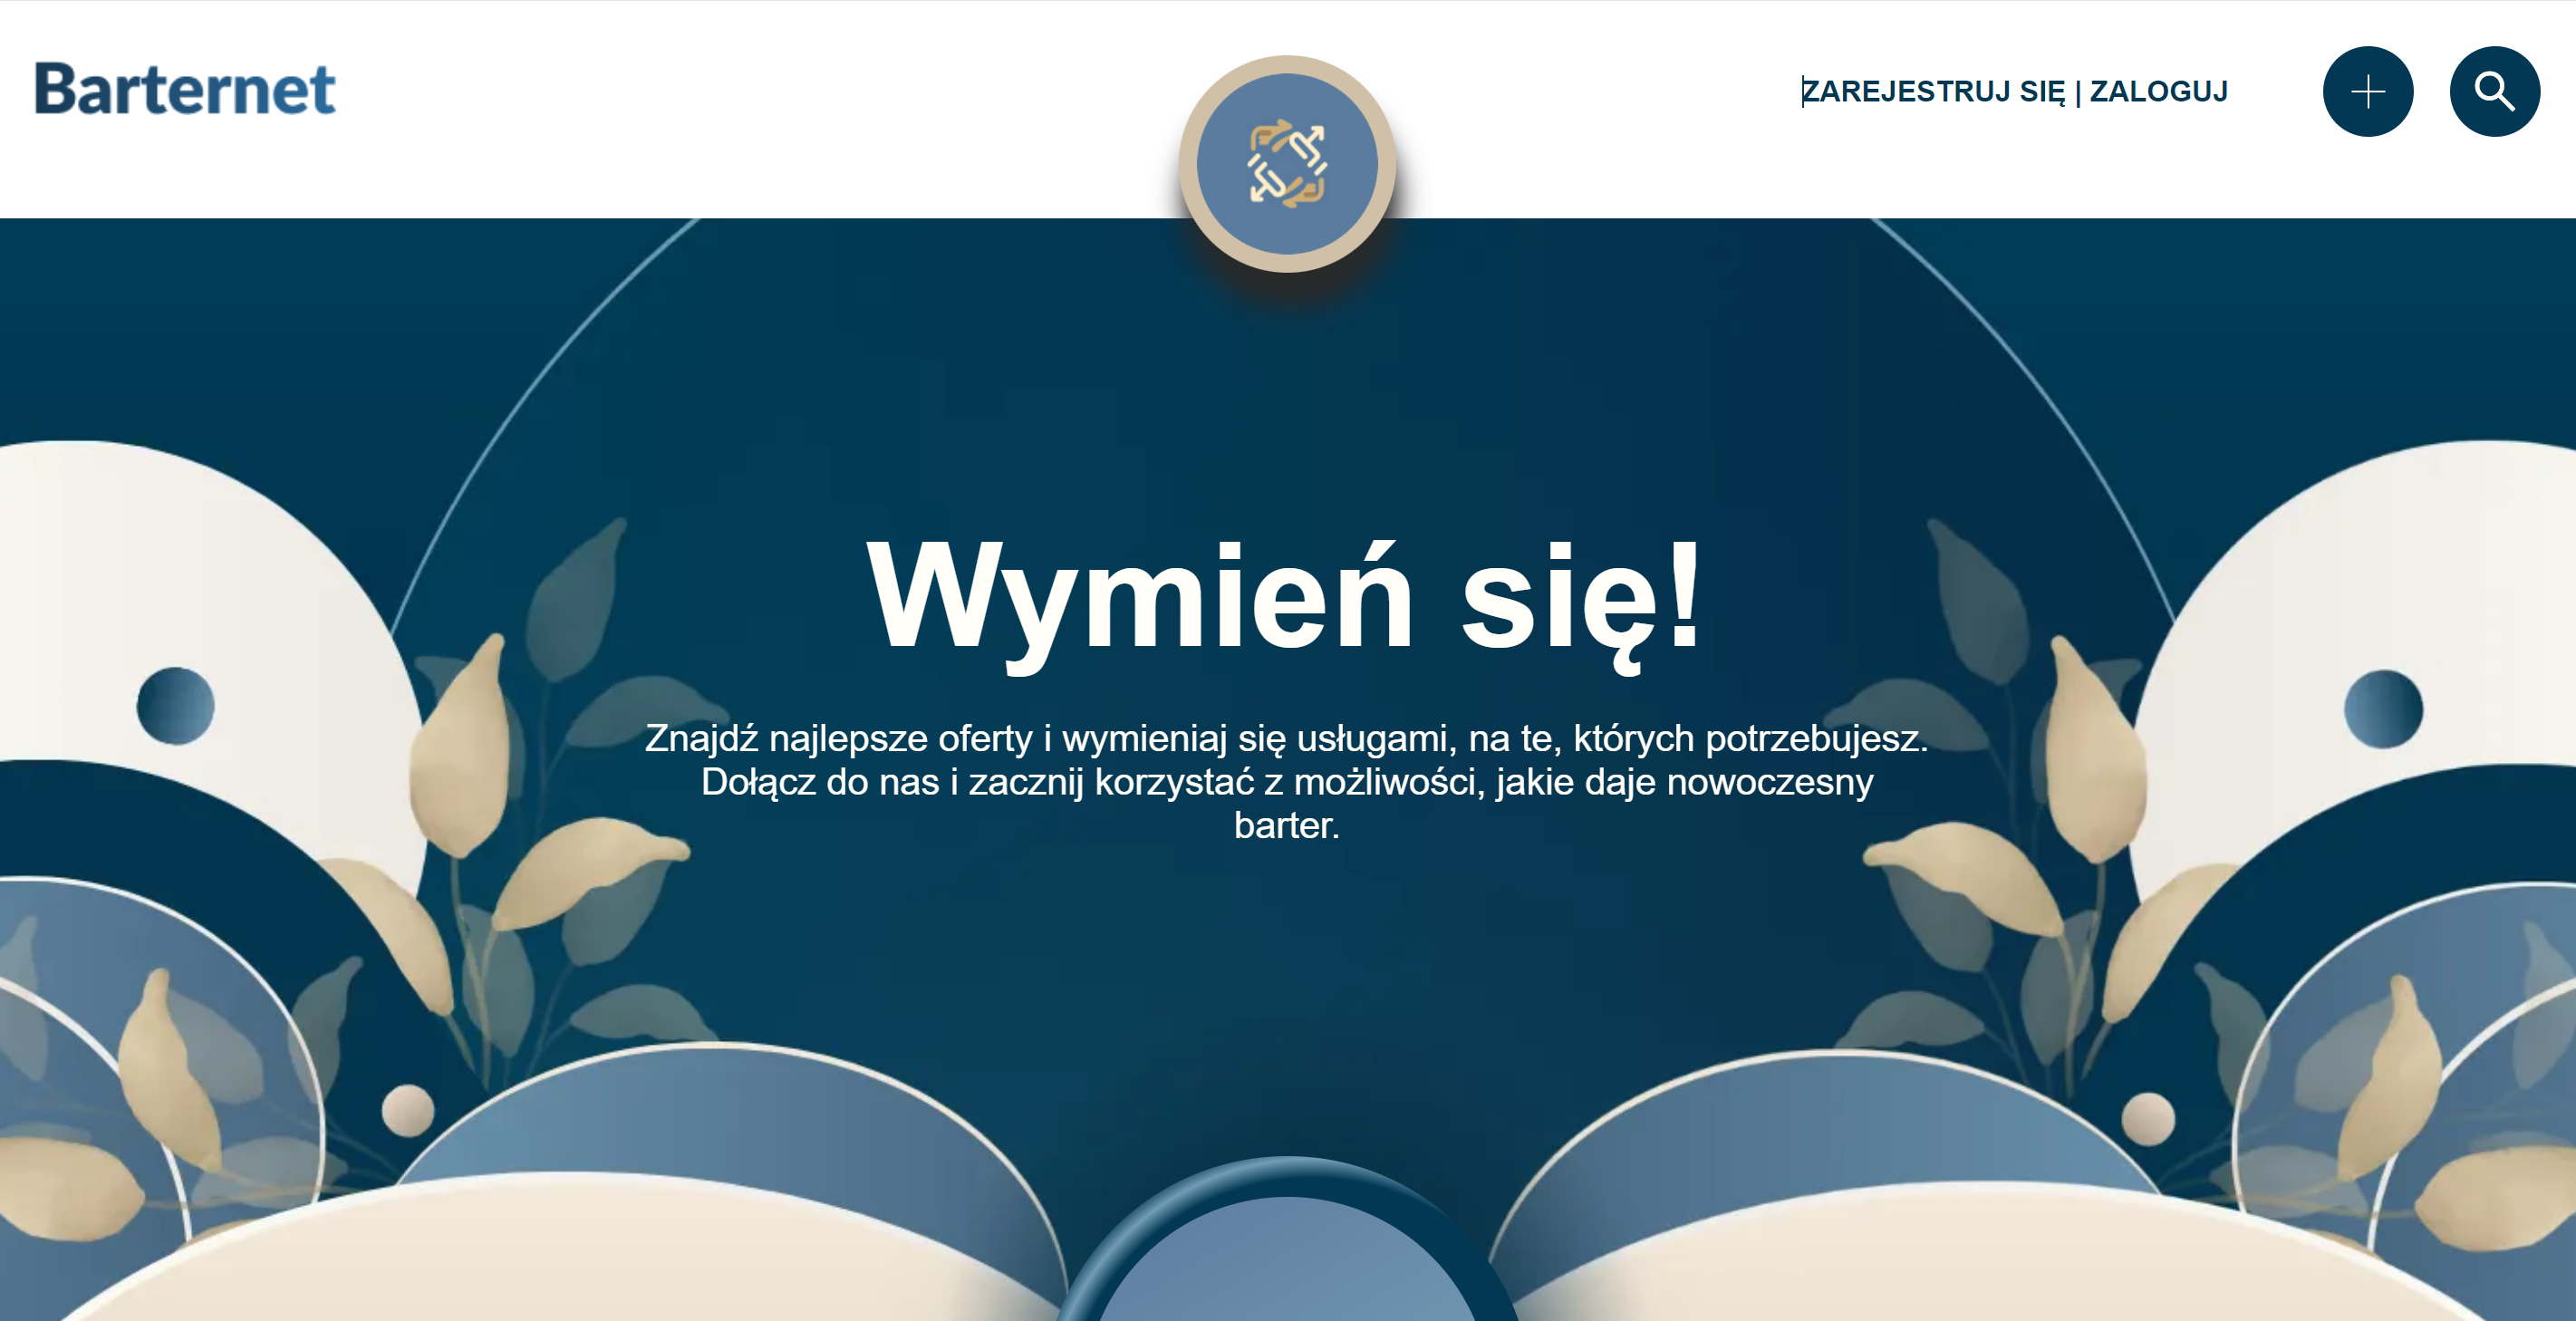 Barternet
ZAREJESTRUJ SIĘ | ZALOGUJ
Wymień się!
Znajdź najlepsze oferty i wymieniaj się usługami, na te, których potrzebujesz.
Dołącz do nas i zacznij korzystać z możliwości, jakie daje nowoczesny
barter.